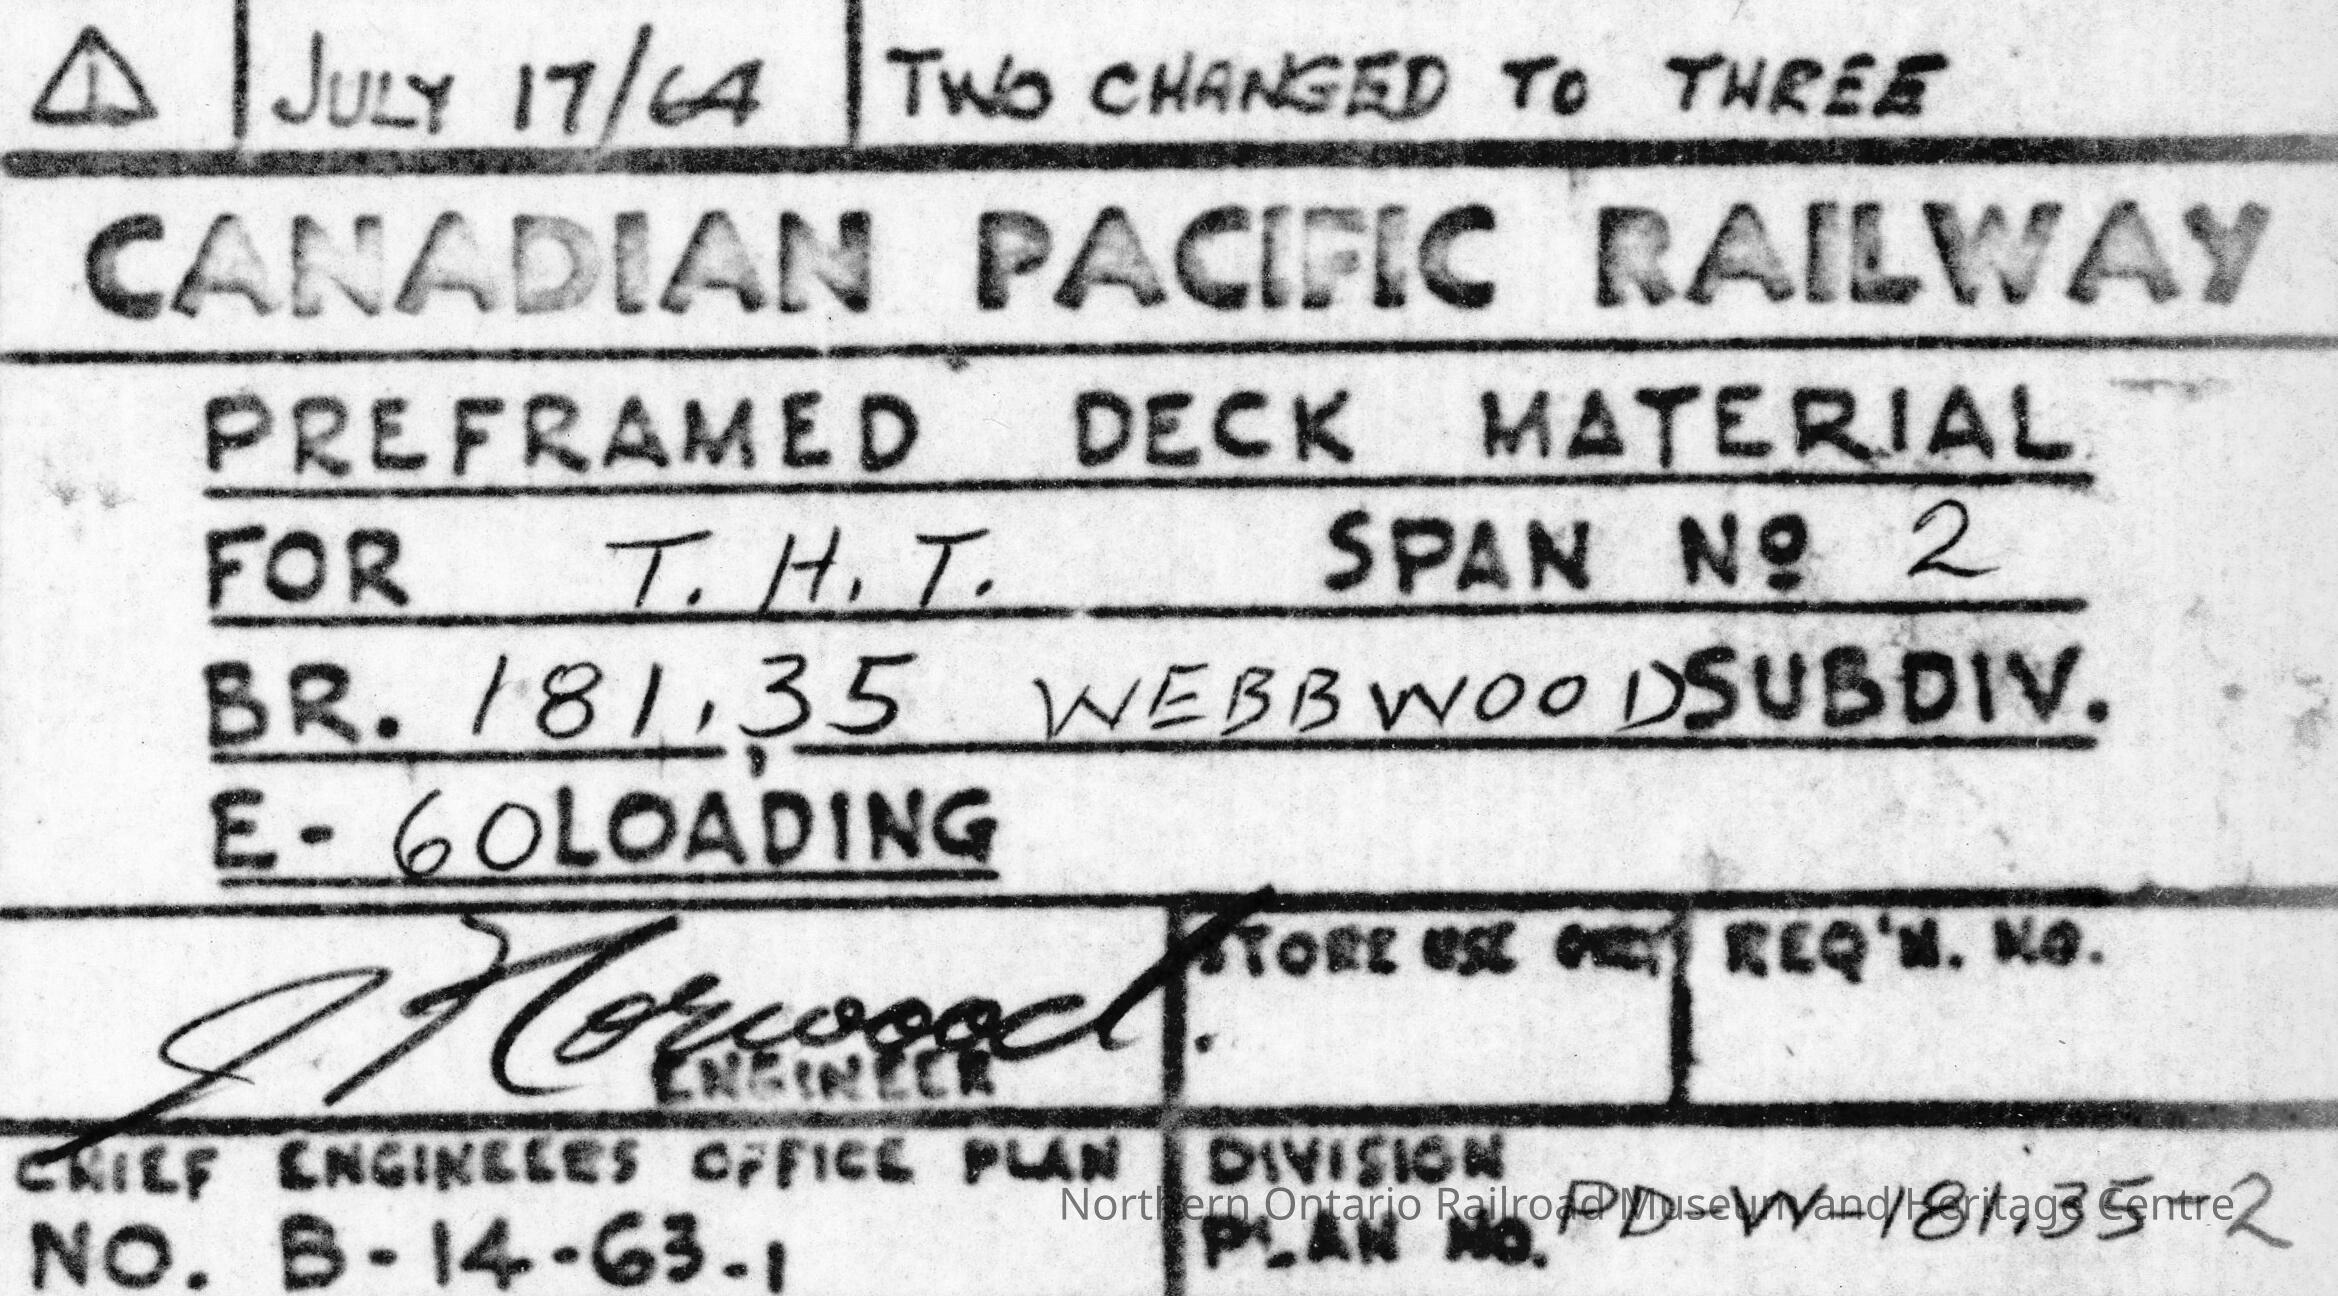 1 JULY 17/64 TWO CHANGED TO THREE
CANADIAN PACIFIC RAILWAY
PREFRAMED DECK MATERIAL
FOR T. H. T. SPAN Nº 2
BR. 181.35 WEBBWOOD SUBDIV.
E - 60 LOADING
J Norwood
ENGINEER
STORE USE ONLY
REQ'N. NO.
CHIEF ENGINEERS OFFICE PLAN
NO. B-14-63-1
DIVISION
PLAN NO. PD-W-181.35-2
Northern Ontario Railroad Museum and Heritage Centre